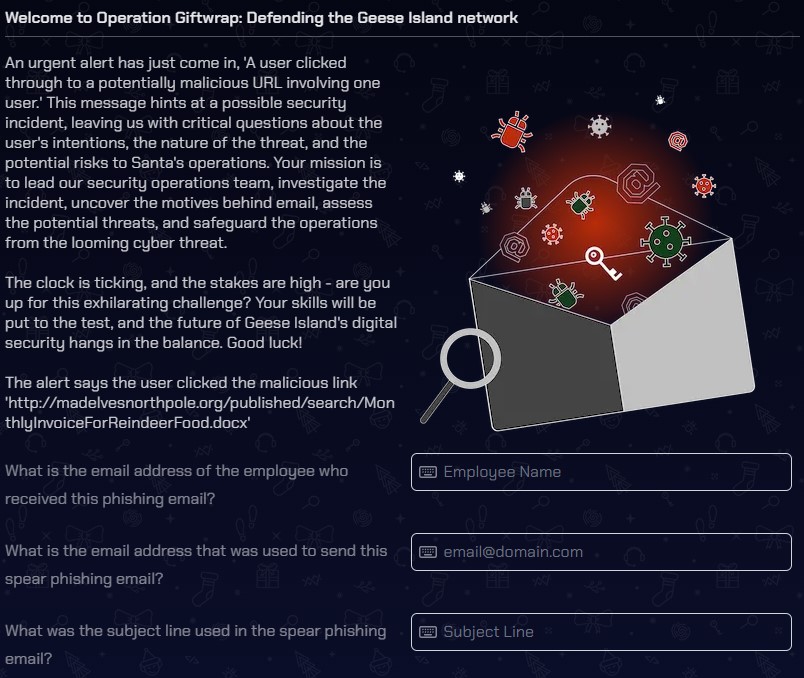 Welcome to Operation Giftwrap: Defending the Geese Island network
An urgent alert has just come in, 'A user clicked
through to a potentially malicious URL involving one
user.' This message hints at a possible security
incident, leaving us with critical questions about the
user's intentions, the nature of the threat, and the
potential risks to Santa's operations. Your mission is
to lead our security operations team, investigate the
incident, uncover the motives behind email, assess
the potential threats, and safeguard the operations
from the looming cyber threat.
The clock is ticking, and the stakes are high - are you
up for this exhilarating challenge? Your skills will be
put to the test, and the future of Geese Island's digital
security hangs in the balance. Good luck!
The alert says the user clicked the malicious link
'http://madelvesnorthpole.org/published/search/Mon
thlyInvoiceForReindeerFood.docx'
What is the email address of the employee who
received this phishing email?
Employee Name
What is the email address that was used to send this
spear phishing email?
email@domain.com
What was the subject line used in the spear phishing
email?
Subject Line